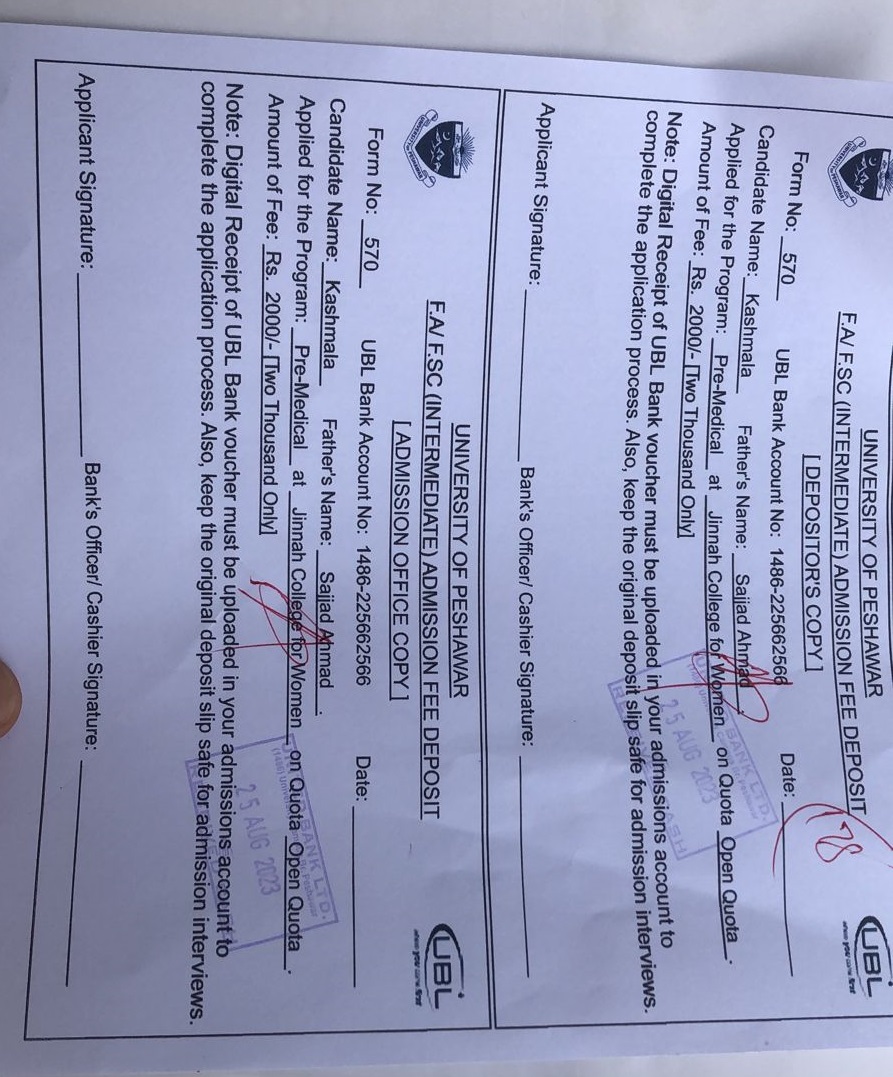 UNIVERSITY OF PESHAWAR
F.A/ F.SC (INTERMEDIATE) ADMISSION FEE DEPOSIT
[ DEPOSITOR'S COPY ]
UBL
where you come first
Form No: 570 UBL Bank Account No: 1486-225662566 Date:
178
Candidate Name: Kashmala Father's Name: Sajjad Ahmad .
Applied for the Program: Pre-Medical at Jinnah College for Women on Quota Open Quota .
Amount of Fee: Rs. 2000/- [Two Thousand Only]
Note: Digital Receipt of UBL Bank voucher must be uploaded in your admissions account to
complete the application process. Also, keep the original deposit slip safe for admission interviews.
BANK LTD.
25 AUG 2023
CASH
Applicant Signature: Bank's Officer/ Cashier Signature:
UNIVERSITY OF PESHAWAR
F.A/ F.SC (INTERMEDIATE) ADMISSION FEE DEPOSIT
[ ADMISSION OFFICE COPY ]
UBL
where you come first
Form No: 570 UBL Bank Account No: 1486-225662566 Date:
Candidate Name: Kashmala Father's Name: Sajjad Ahmad .
Applied for the Program: Pre-Medical at Jinnah College for Women on Quota Open Quota .
Amount of Fee: Rs. 2000/- [Two Thousand Only]
Note: Digital Receipt of UBL Bank voucher must be uploaded in your admissions account to
complete the application process. Also, keep the original deposit slip safe for admission interviews.
BANK LTD.
25 AUG 2023
Applicant Signature: Bank's Officer/ Cashier Signature: